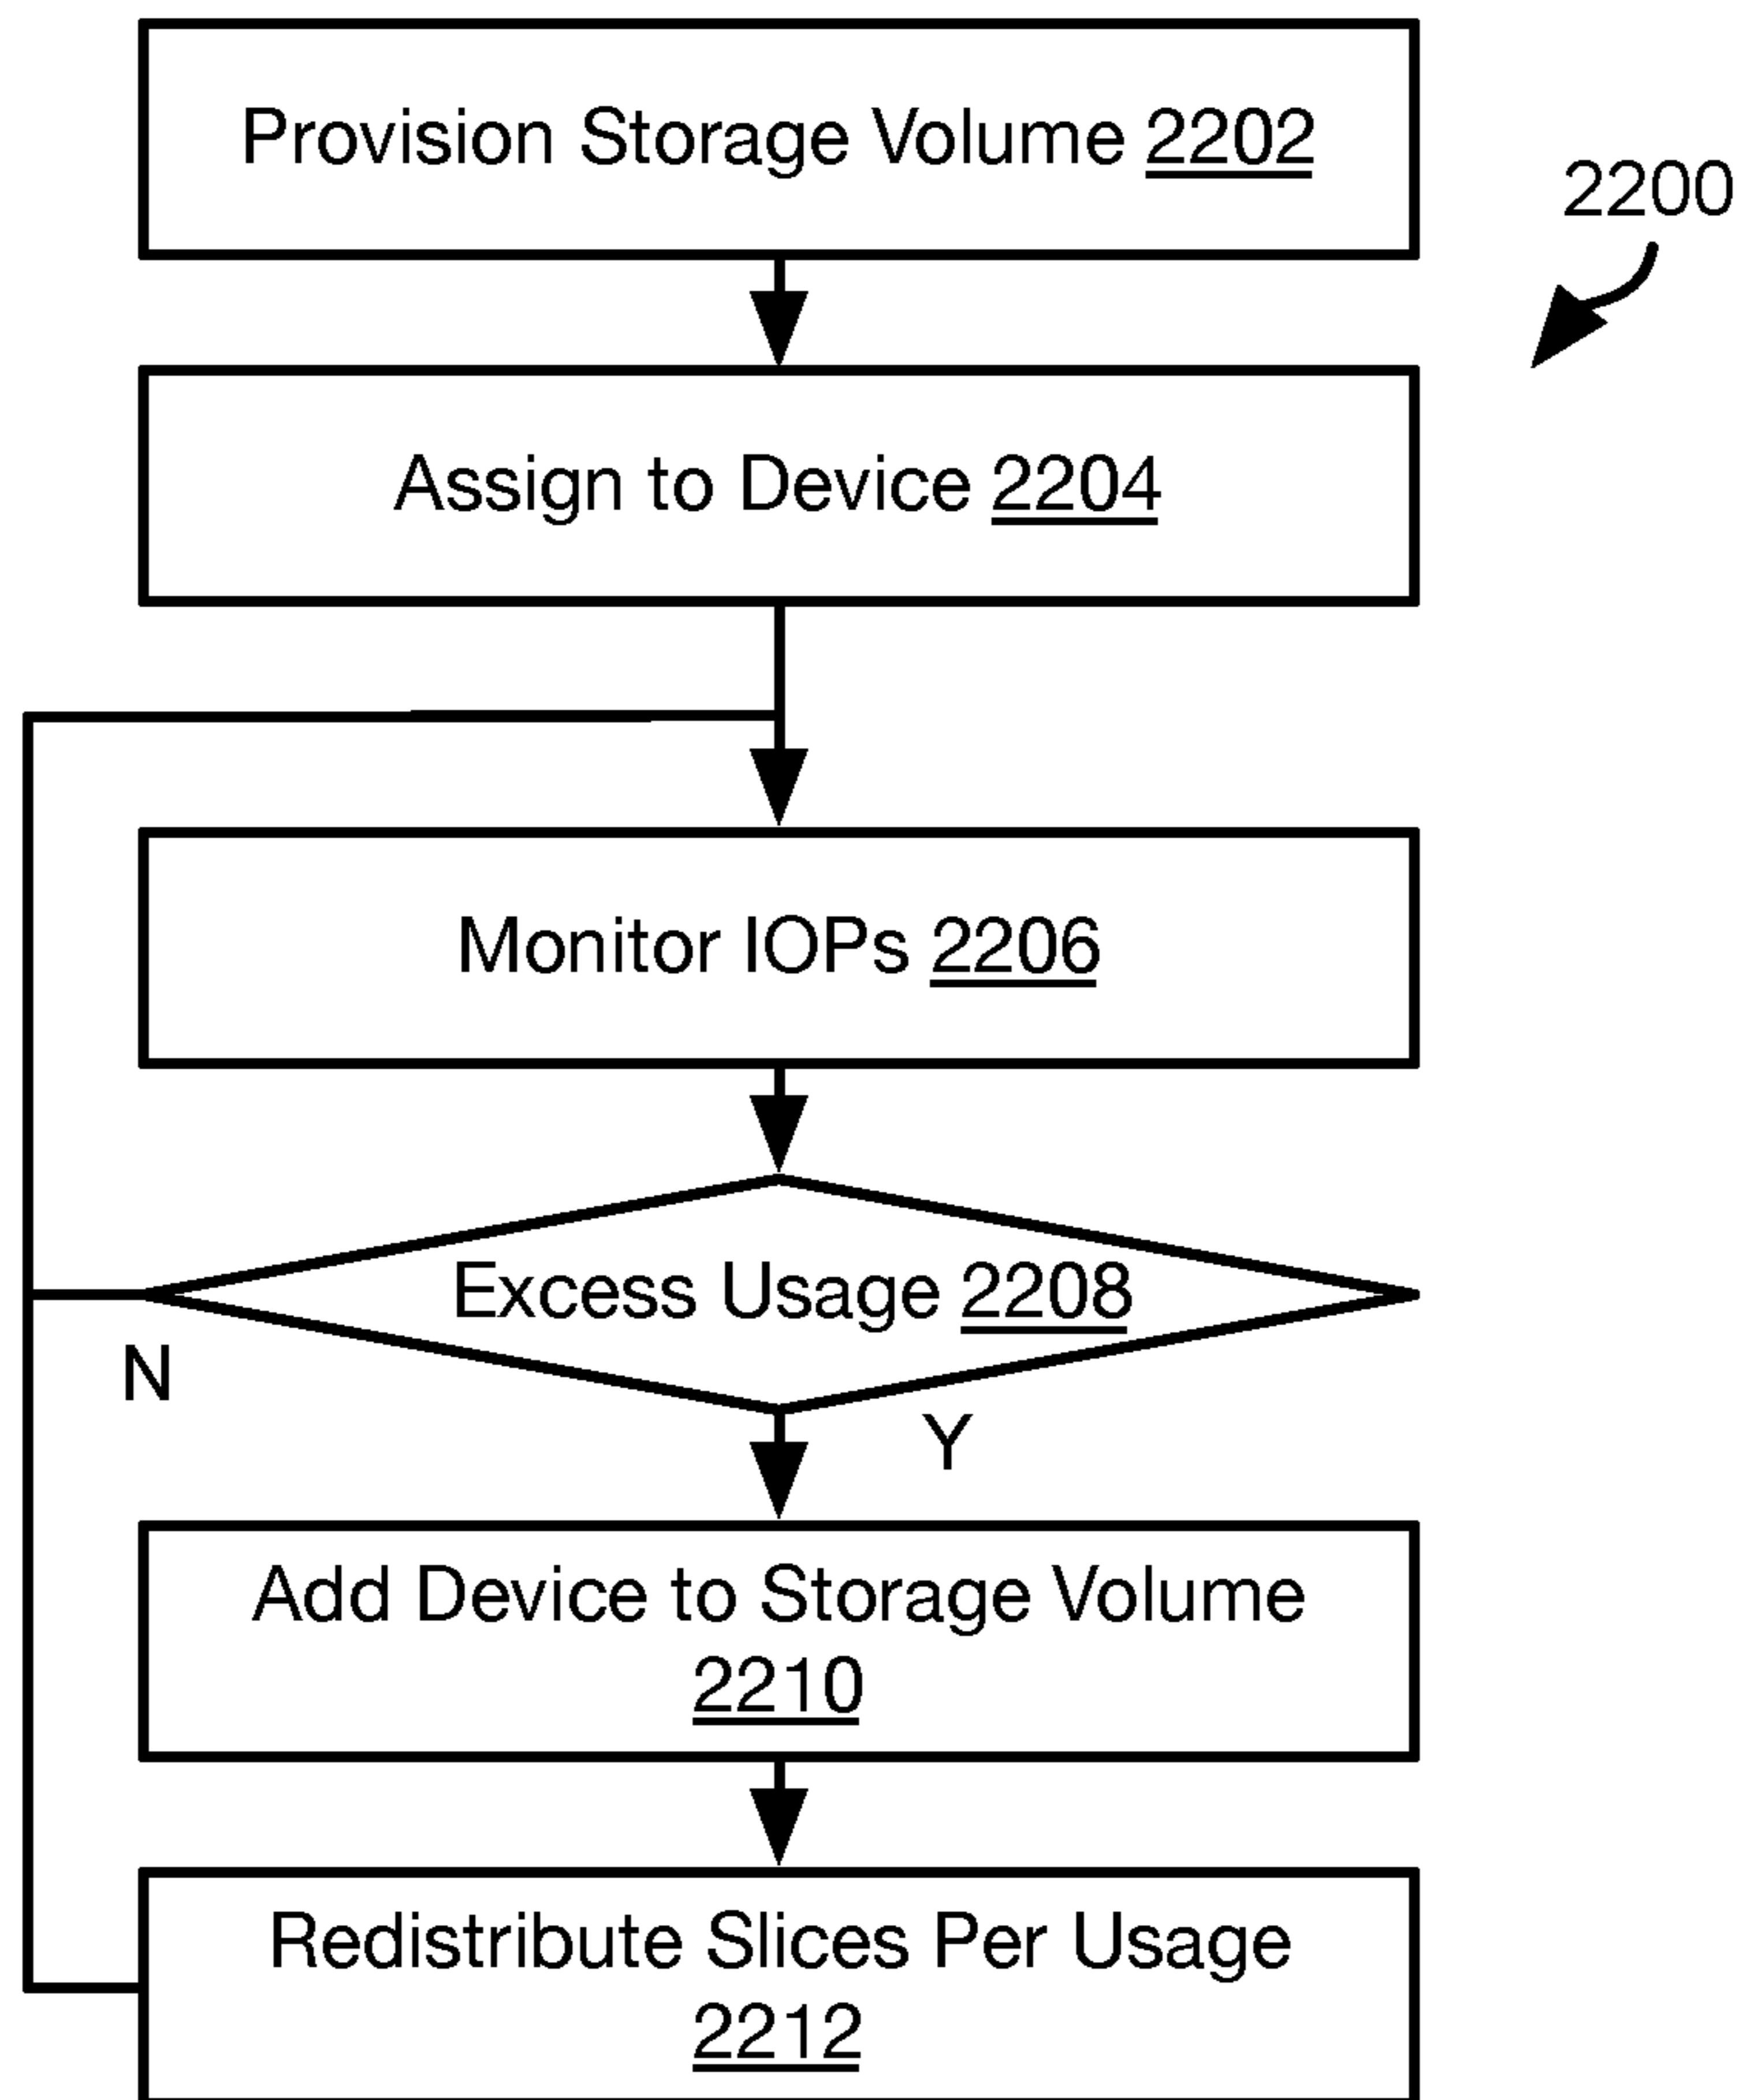 Provision Storage Volume 2202
2200
Assign to Device 2204
Monitor IOPs 2206
Excess Usage 2208
N
Y
Add Device to Storage Volume
2210
Redistribute Slices Per Usage
2212